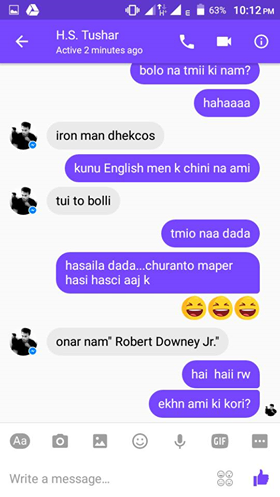 63% 10:12 PM
H.S. Tushar
Active 2 minutes ago
bolo na tmii ki nam?
hahaaaa
iron man dhekcos
kunu English men k chini na ami
tui to bolli
tmio naa dada
hasaila dada...churanto maper
hasi hasci aaj k
onar nam" Robert Downey Jr."
hai haii rw
ekhn ami ki kori?
Aa
GIF
Write a message...